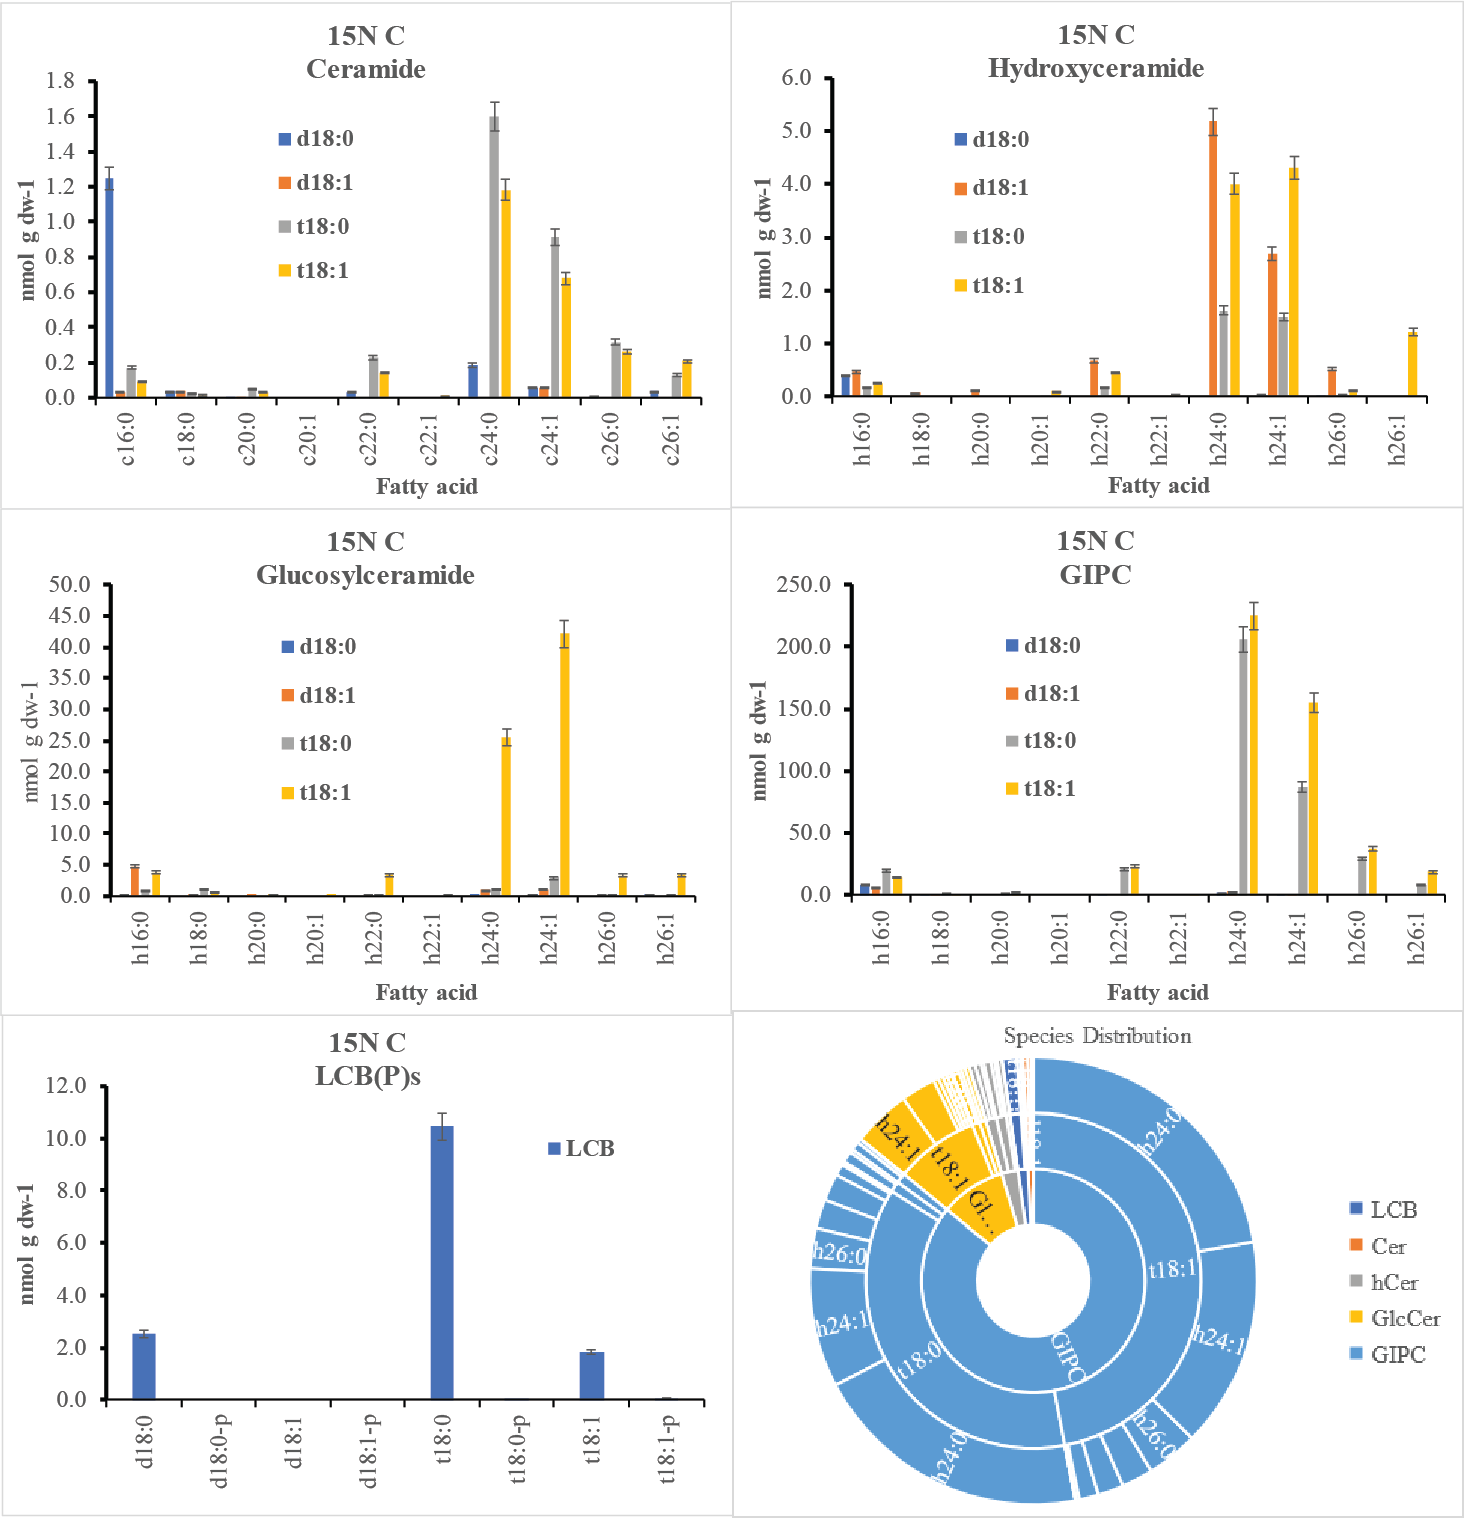 15N C
Ceramide
1.8
1.6
1.4
1.2
1.0
0.8
0.6
0.4
0.2
0.0
nmol g dw-1
d18:0
d18:1
t18:0
t18:1
c16:0
c18:0
c20:0
c20:1
c22:0
c22:1
c24:0
c24:1
c26:0
c26:1
Fatty acid
15N C
Hydroxyceramide
6.0
5.0
4.0
3.0
2.0
1.0
0.0
nmol g dw-1
d18:0
d18:1
t18:0
t18:1
h16:0
h18:0
h20:0
h20:1
h22:0
h22:1
h24:0
h24:1
h26:0
h26:1
Fatty acid
15N C
Glucosylceramide
50.0
45.0
40.0
35.0
30.0
25.0
20.0
15.0
10.0
5.0
0.0
nmol g dw-1
d18:0
d18:1
t18:0
t18:1
h16:0
h18:0
h20:0
h20:1
h22:0
h22:1
h24:0
h24:1
h26:0
h26:1
Fatty acid
15N C
GIPC
250.0
200.0
150.0
100.0
50.0
0.0
nmol g dw-1
d18:0
d18:1
t18:0
t18:1
h16:0
h18:0
h20:0
h20:1
h22:0
h22:1
h24:0
h24:1
h26:0
h26:1
Fatty acid
15N C
LCB(P)s
12.0
10.0
8.0
6.0
4.0
2.0
0.0
nmol g dw-1
LCB
d18:0
d18:0-p
d18:1
d18:1-p
t18:0
t18:0-p
t18:1
t18:1-p
Species Distribution
h24:0
h24:1
h26:0
h24:0
h24:1
h26:0
h24:1
t18:1
t18:0
t18:1
GIPC
Gl...
LCB
Cer
hCer
GlcCer
GIPC